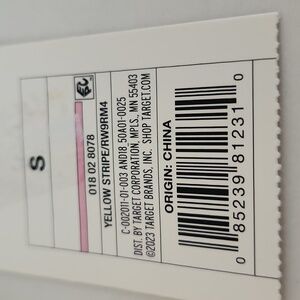 S
018 02 8078
YELLOW STRIPE/RW9RM4
C-002011-01-003 AND18 50A01-0025
DIST. BY TARGET CORPORATION, MPLS., MN 55403
©2023 TARGET BRANDS, INC. SHOP TARGET.COM
ORIGIN: CHINA
0 85239 81231 0